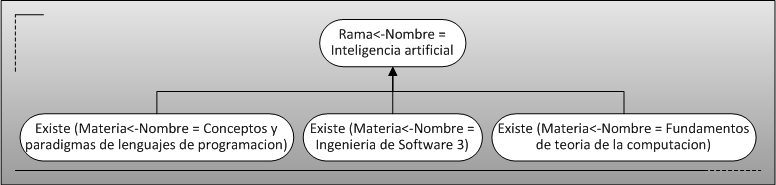 Rama<-Nombre =
Inteligencia artificial
Existe (Materia<-Nombre = Conceptos y
paradigmas de lenguajes de programacion)
Existe (Materia<-Nombre =
Ingenieria de Software 3)
Existe (Materia<-Nombre = Fundamentos
de teoria de la computacion)